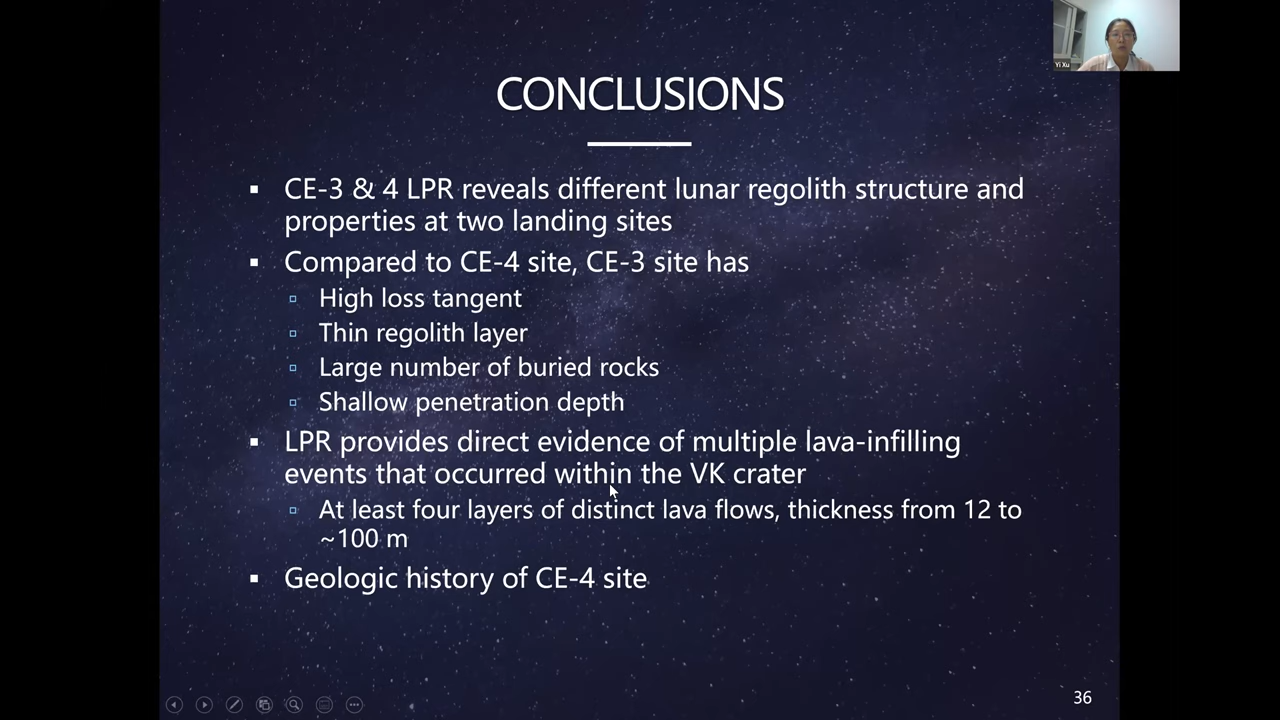 Yi Xu
CONCLUSIONS
CE-3 & 4 LPR reveals different lunar regolith structure and
properties at two landing sites
Compared to CE-4 site, CE-3 site has
High loss tangent
Thin regolith layer
Large number of buried rocks
Shallow penetration depth
LPR provides direct evidence of multiple lava-infilling
events that occurred within the VK crater
At least four layers of distinct lava flows, thickness from 12 to
~100 m
Geologic history of CE-4 site
36